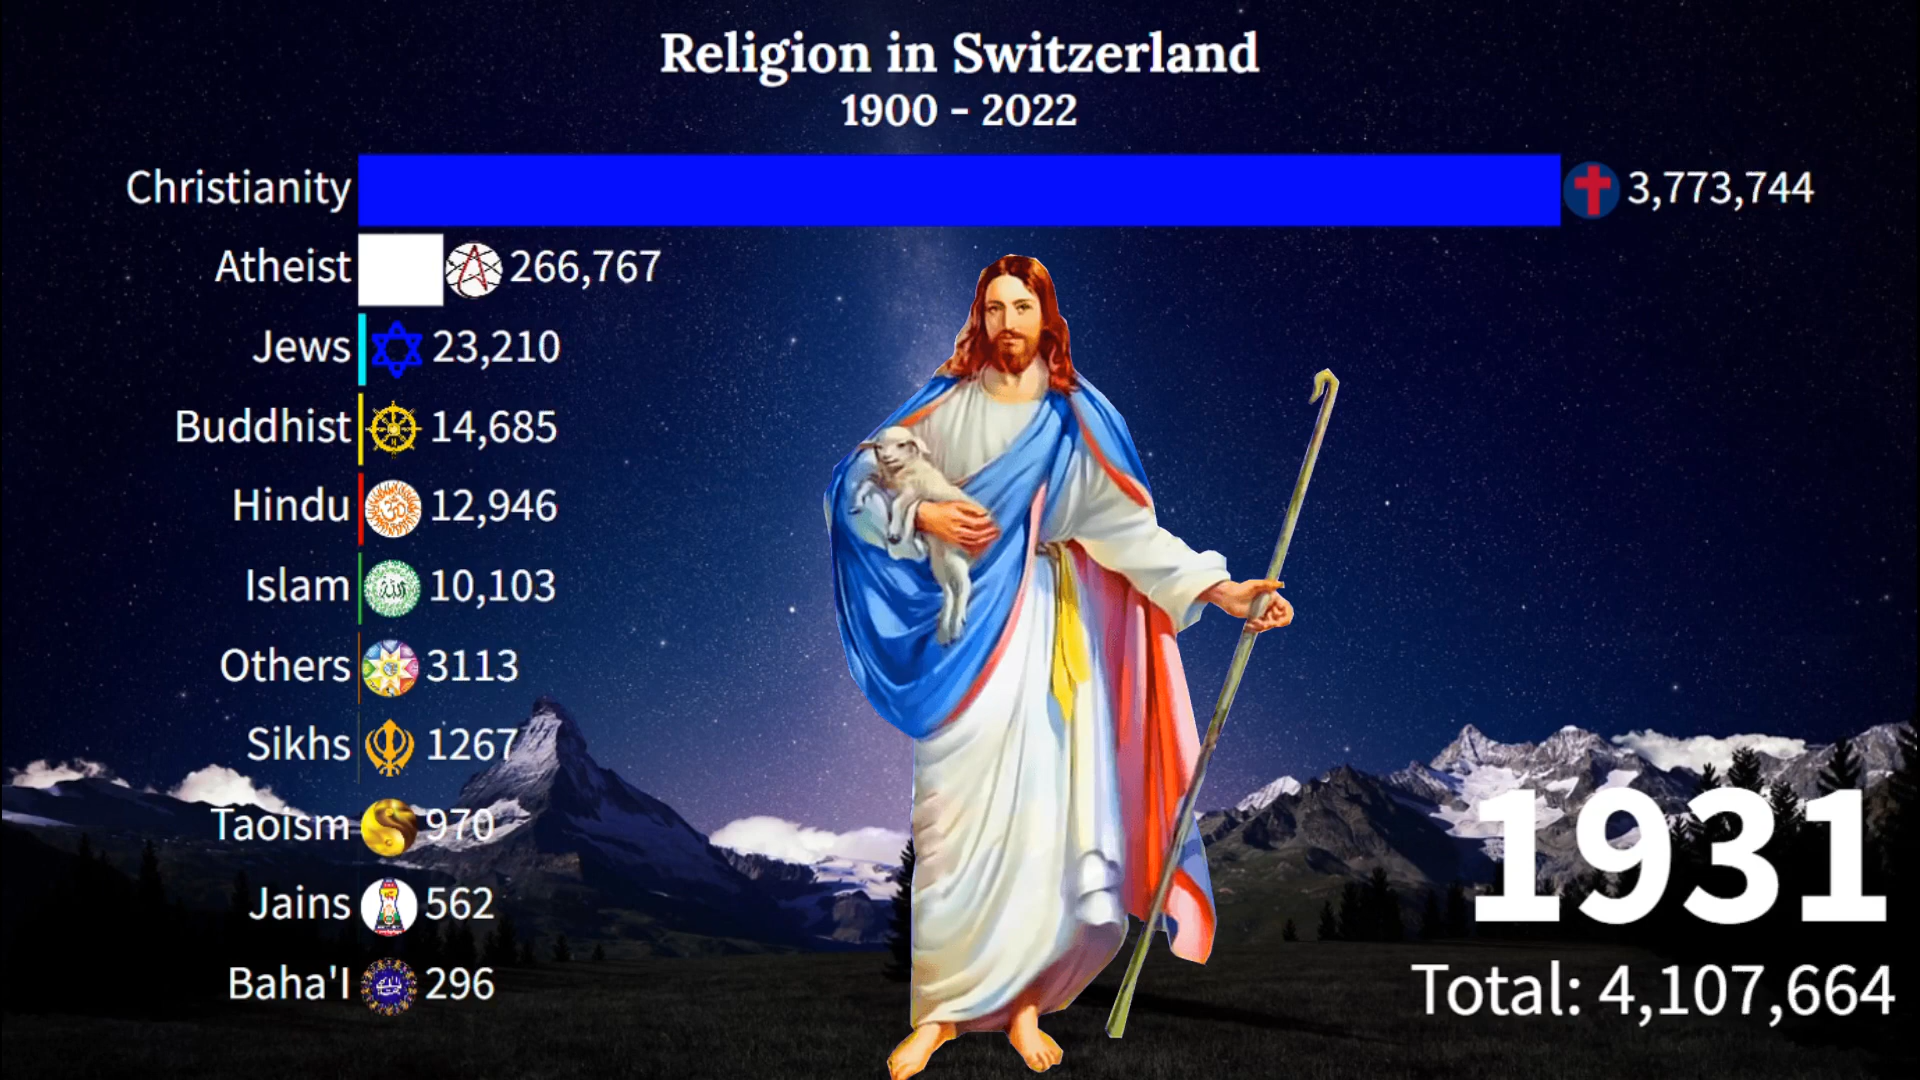 Religion in Switzerland
1900 - 2022
Christianity 3,773,744
Atheist 266,767
Jews 23,210
Buddhist 14,685
Hindu 12,946
Islam 10,103
Others 3113
Sikhs 1267
Taoism 970
Jains 562
Baha'I 296
1931
Total: 4,107,664